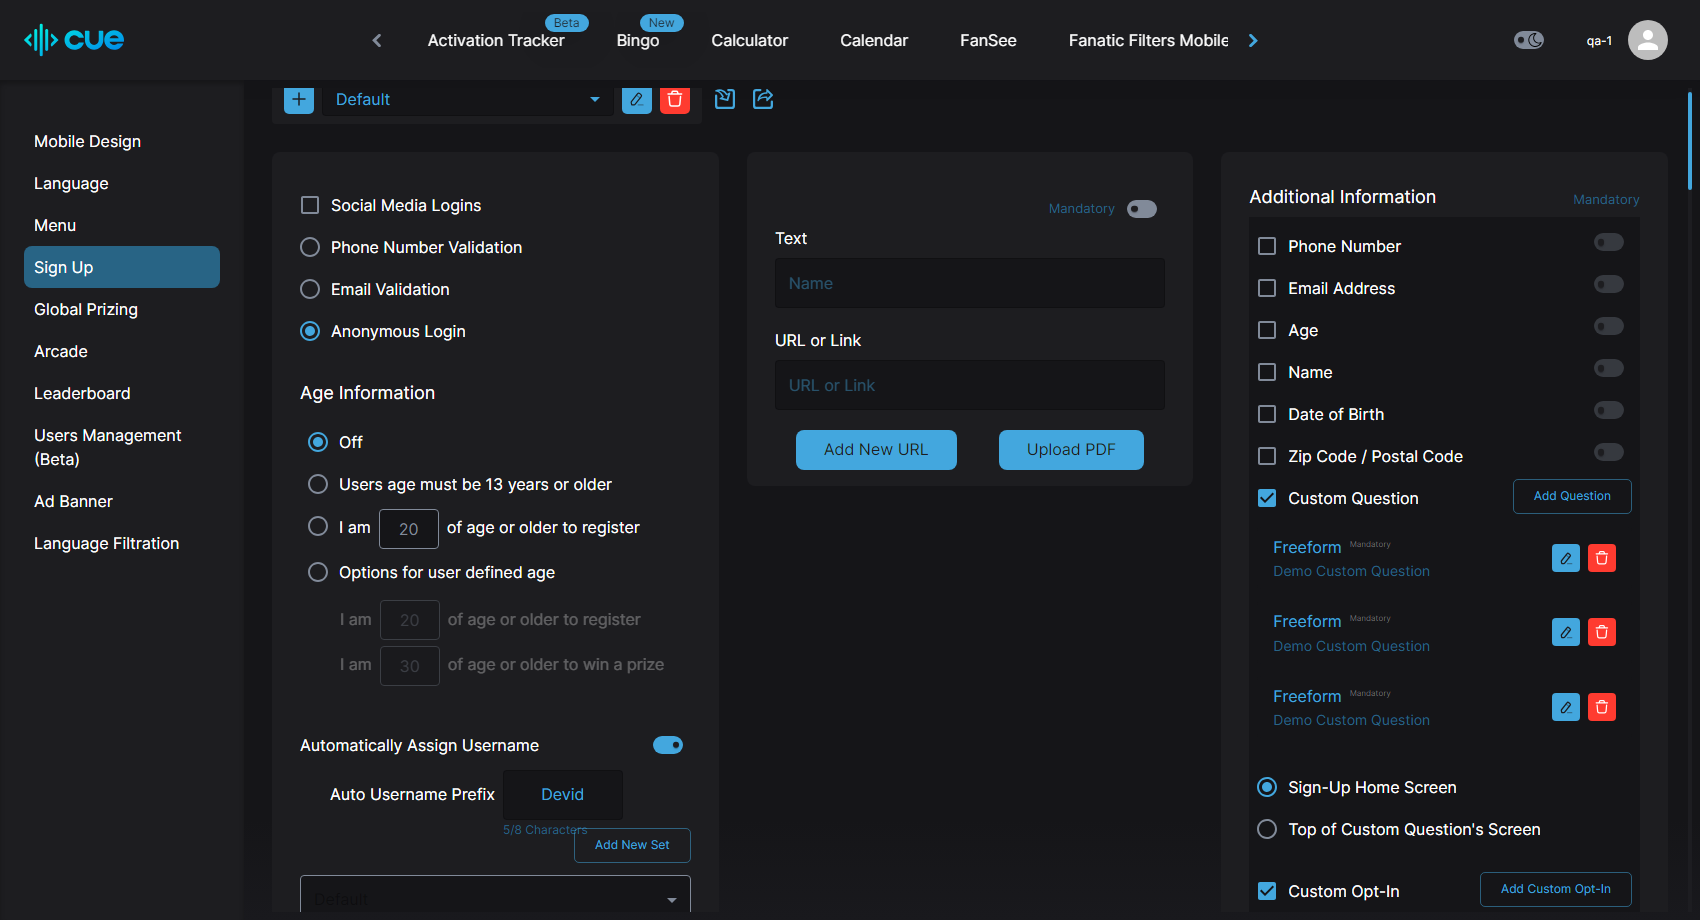 cue
Activation Tracker
Beta
Bingo
New
Calculator
Calendar
FanSee
Fanatic Filters Mobile
qa-1
Mobile Design
Language
Menu
Sign Up
Global Prizing
Arcade
Leaderboard
Users Management
(Beta)
Ad Banner
Language Filtration
Default
Social Media Logins
Phone Number Validation
Email Validation
Anonymous Login
Age Information
Off
Users age must be 13 years or older
I am 20 of age or older to register
Options for user defined age
I am 20 of age or older to register
I am 30 of age or older to win a prize
Automatically Assign Username
Auto Username Prefix Devid
5/8 Characters
Add New Set
Default
Mandatory
Text
Name
URL or Link
URL or Link
Add New URL
Upload PDF
Additional Information Mandatory
Phone Number
Email Address
Age
Name
Date of Birth
Zip Code / Postal Code
Custom Question Add Question
Freeform Mandatory
Demo Custom Question
Freeform Mandatory
Demo Custom Question
Freeform Mandatory
Demo Custom Question
Sign-Up Home Screen
Top of Custom Question's Screen
Custom Opt-In Add Custom Opt-In